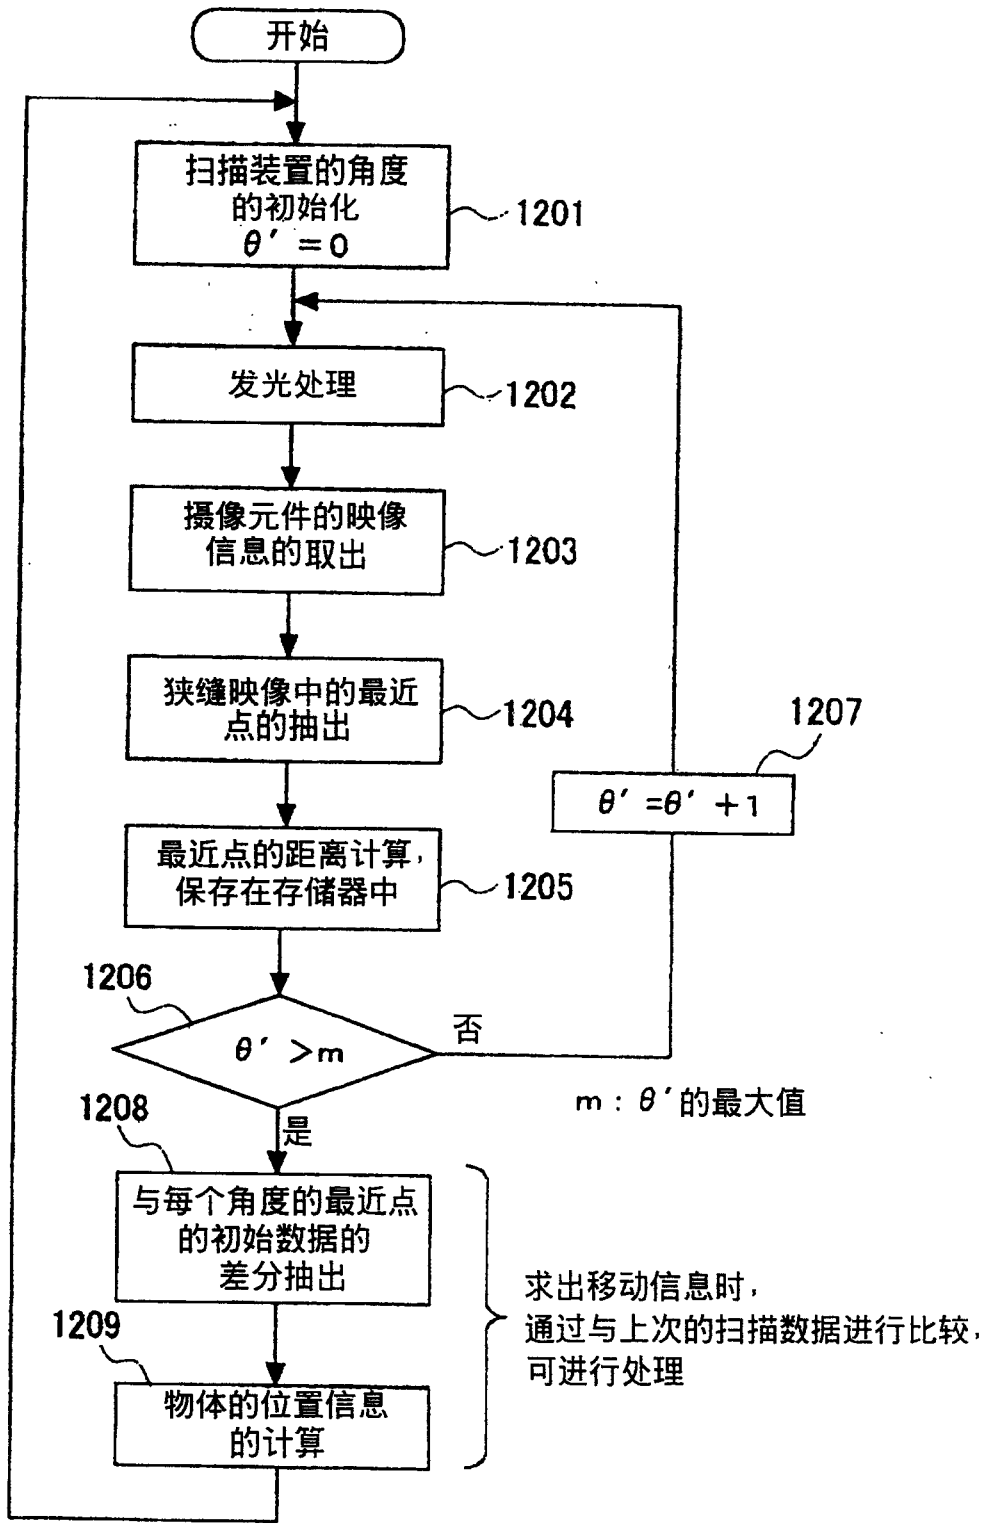 开始
扫描装置的角度
的初始化
θ′ =0
1201
发光处理
1202
摄像元件的映像
信息的取出
1203
狭缝映像中的最近
点的抽出
1204
1207
θ′ =θ′ +1
最近点的距离计算,
保存在存储器中
1205
1206
θ′ >m
否
m : θ′ 的最大值
是
1208
与每个角度的最近点
的初始数据的
差分抽出
1209
物体的位置信息
的计算
求出移动信息时,
通过与上次的扫描数据进行比较,
可进行处理